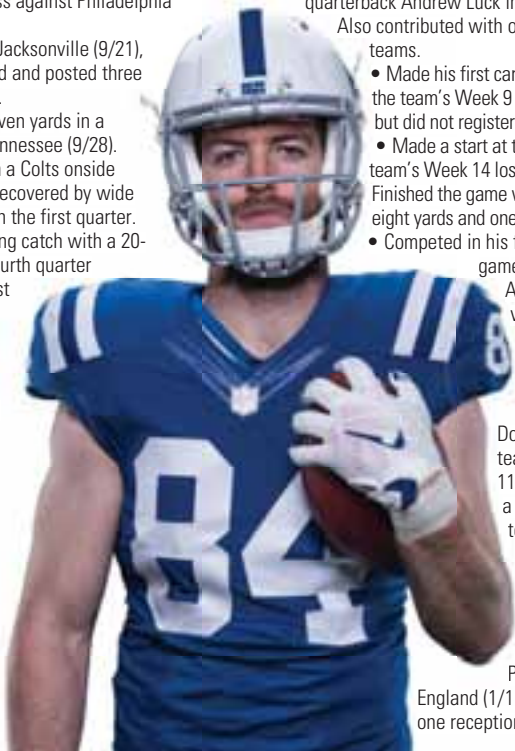 ss against Philadelphia
Jacksonville (9/21),
d and posted three
ven yards in a
nnessee (9/28).
a Colts onside
ecovered by wide
n the first quarter.
ng catch with a 20-
urth quarter
st
quarterback Andrew Luck in
Also contributed with o
teams.
• Made his first car
the team's Week 9
but did not register
• Made a start at t
team's Week 14 los
Finished the game v
eight yards and one
• Competed in his f
game
A
Do
tea
11
a
England (1/1
one reception
84
8